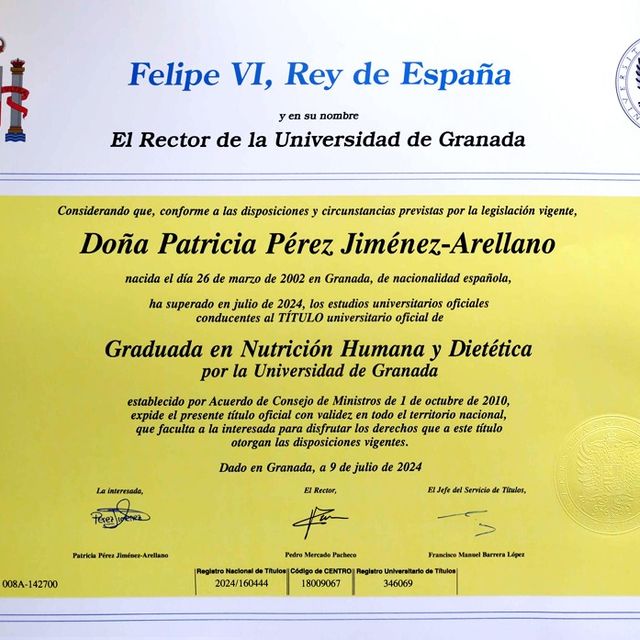 Felipe VI, Rey de España
y en su nombre
El Rector de la Universidad de Granada
Considerando que, conforme a las disposiciones y circunstancias previstas por la legislación vigente,
Doña Patricia Pérez Jiménez-Arellano
nacida el día 26 de marzo de 2002 en Granada, de nacionalidad española,
ha superado en julio de 2024, los estudios universitarios oficiales
conducentes al TÍTULO universitario oficial de
Graduada en Nutrición Humana y Dietética
por la Universidad de Granada
establecido por Acuerdo de Consejo de Ministros de 1 de octubre de 2010,
expide el presente título oficial con validez en todo el territorio nacional,
que faculta a la interesada para disfrutar los derechos que a este título
otorgan las disposiciones vigentes.
Dado en Granada, a 9 de julio de 2024
La interesada, El Rector, El Jefe del Servicio de Títulos,
Perez Jiménez
Patricia Pérez Jiménez-Arellano Pedro Mercado Pacheco Francisco Manuel Barrera López
Registro Nacional de Títulos Código de CENTRO Registro Universitario de Títulos
008A-142700 2024/160444 18009067 346069